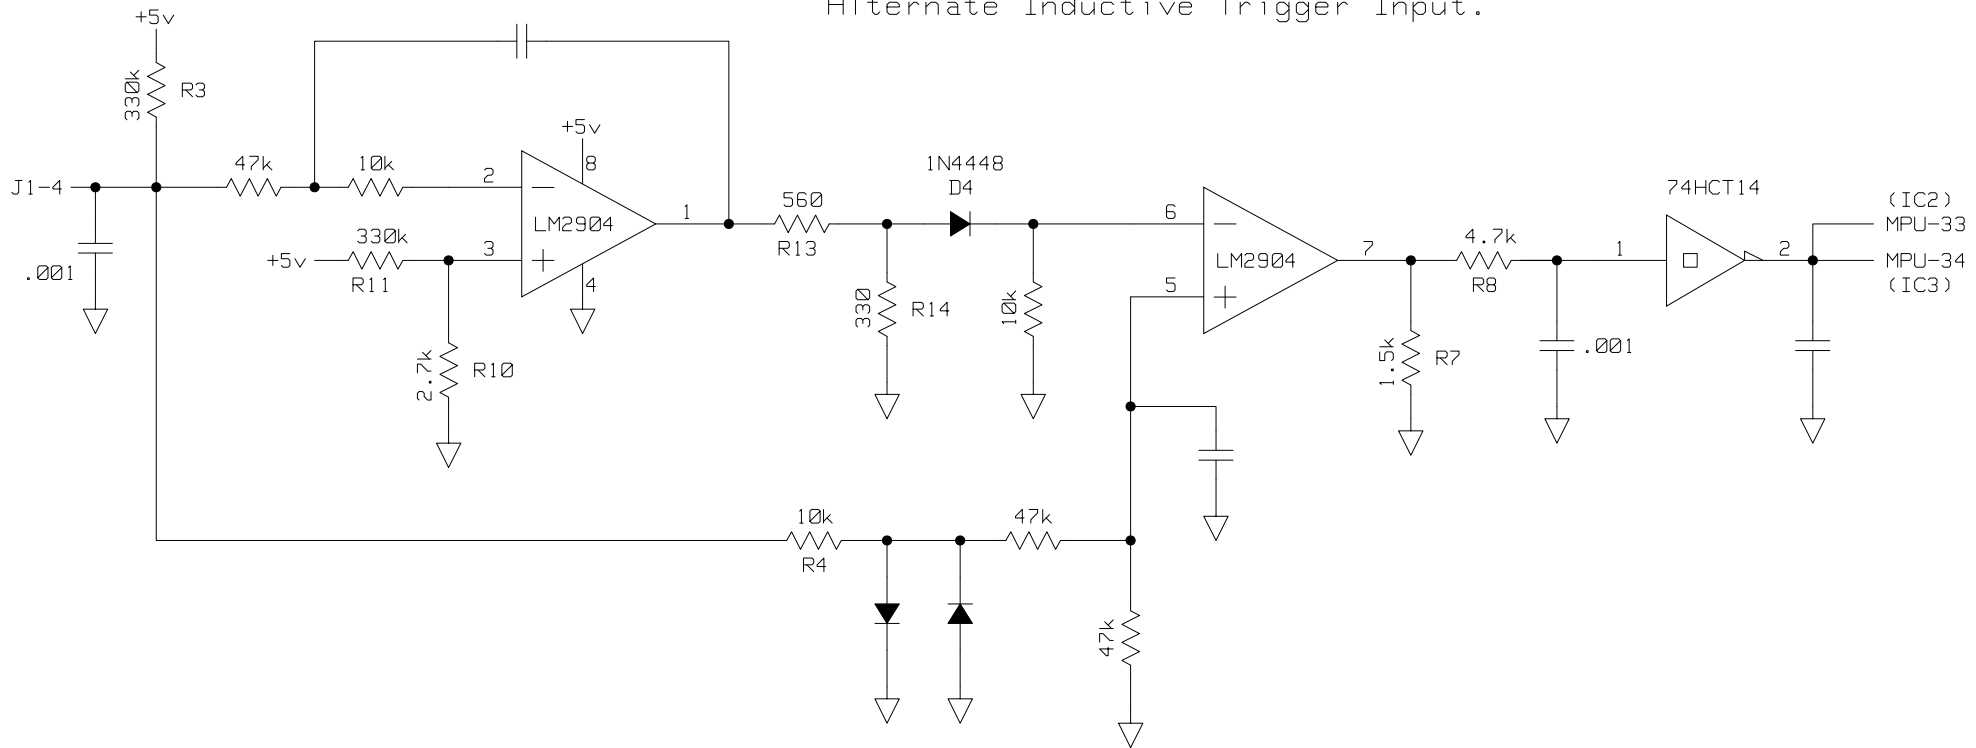 Alternate Inductive Trigger Input.
+5v
330k
R3
+5v
8
47k
10k
2
1N4448
D4
J1-4
74HCT14
(IC2)
MPU-33
560
R13
1
6
LM2904
330k
3
+5v
R11
4
.001
7
4.7k
R8
1
2
MPU-34
(IC3)
LM2904
5
330
R14
10k
2.7k
R10
1.5k
R7
.001
10k
R4
47k
47k